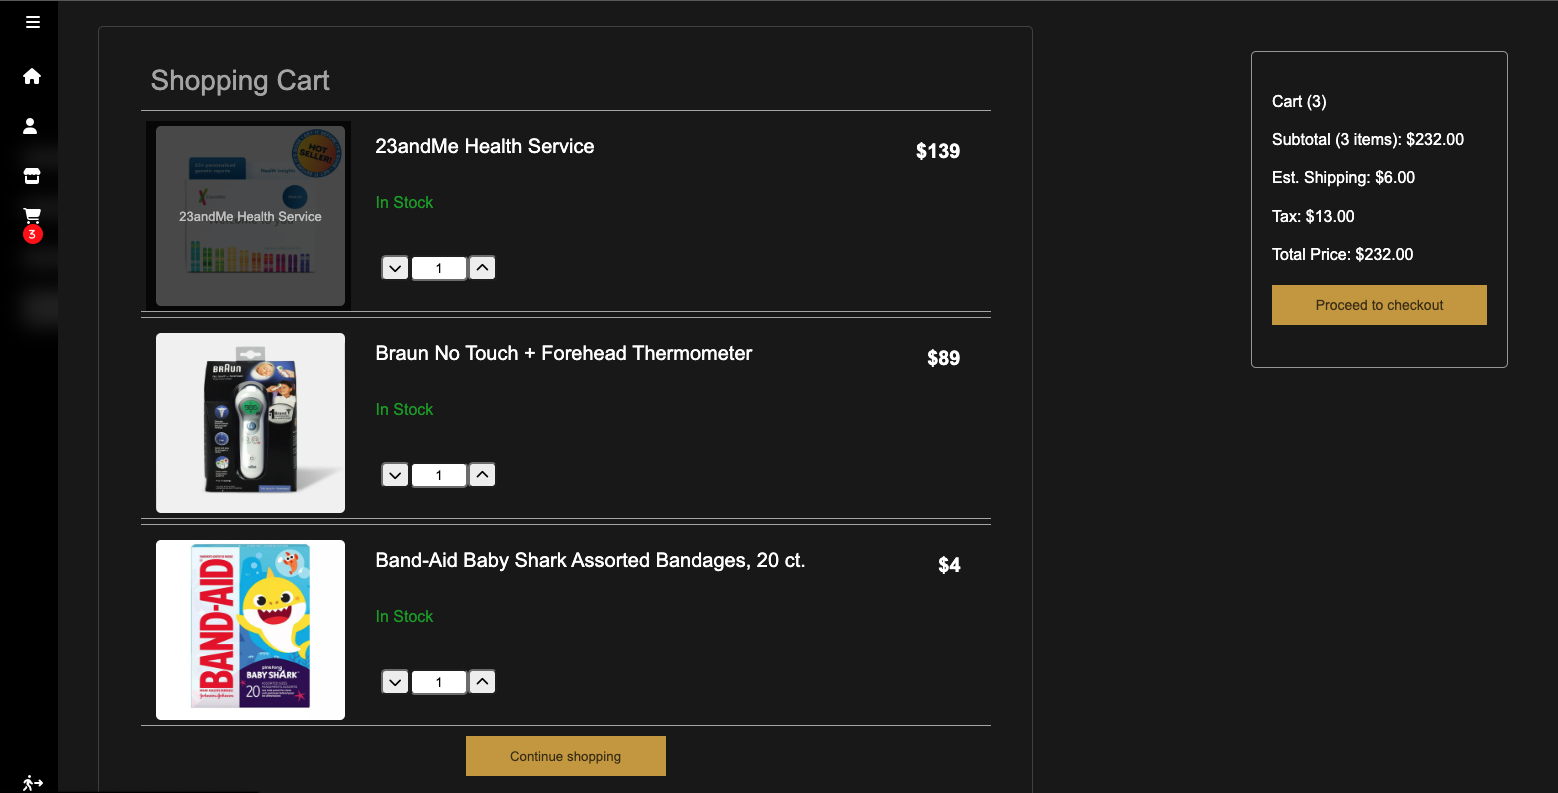 Shopping Cart
HOT
SELLER!
23andMe Health Service
23andMe Health Service
$139
In Stock
1
BRAUN
Braun No Touch + Forehead Thermometer
$89
In Stock
1
BAND-AID
pinkfong
BABY SHARK
20
Johnson & Johnson
Band-Aid Baby Shark Assorted Bandages, 20 ct.
$4
In Stock
1
Continue shopping
3
Cart (3)
Subtotal (3 items): $232.00
Est. Shipping: $6.00
Tax: $13.00
Total Price: $232.00
Proceed to checkout